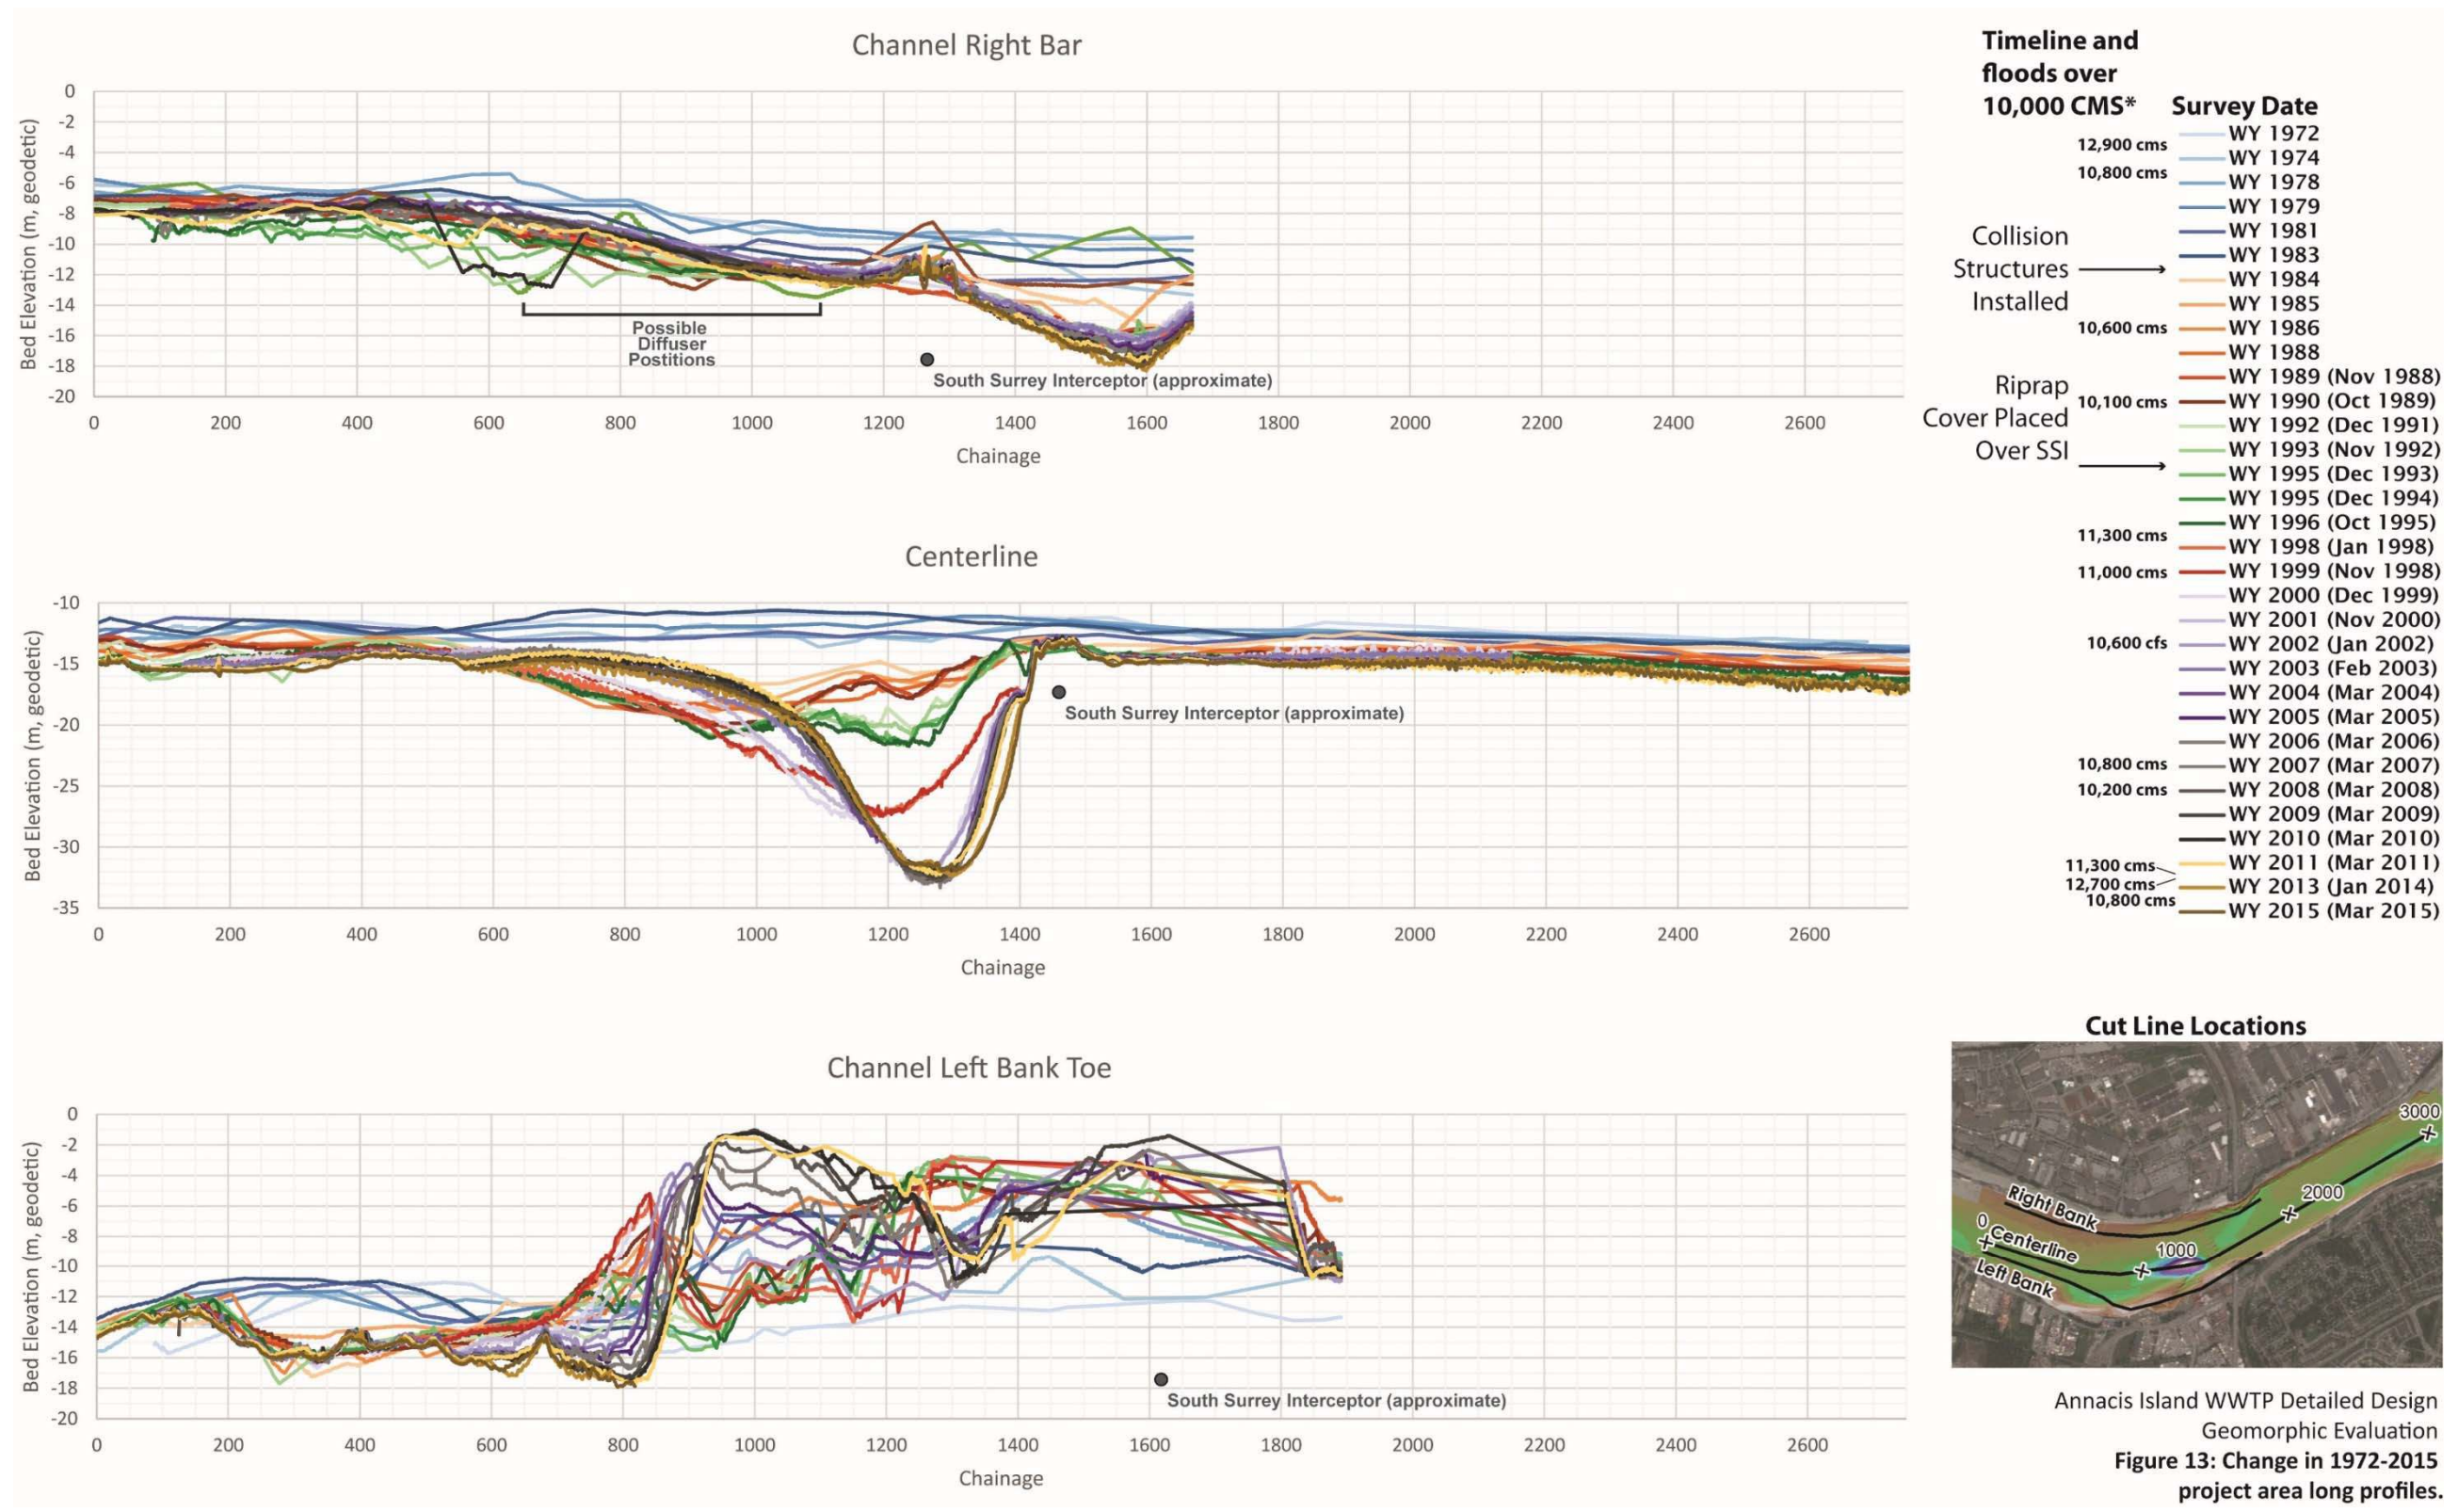 Channel Right Bar
Bed Elevation (m, geodetic)
0
-2
-4
-6
-8
-10
-12
-14
-16
-18
-20
Possible
Diffuser
Postitions
South Surrey Interceptor (approximate)
0 200 400 600 800 1000 1200 1400 1600 1800 2000 2200 2400 2600
Chainage
Centerline
Bed Elevation (m, geodetic)
-10
-15
-20
-25
-30
-35
South Surrey Interceptor (approximate)
0 200 400 600 800 1000 1200 1400 1600 1800 2000 2200 2400 2600
Chainage
Channel Left Bank Toe
Bed Elevation (m, geodetic)
0
-2
-4
-6
-8
-10
-12
-14
-16
-18
-20
South Surrey Interceptor (approximate)
0 200 400 600 800 1000 1200 1400 1600 1800 2000 2200 2400 2600
Chainage
Timeline and
floods over
10,000 CMS*
12,900 cms
10,800 cms
Collision
Structures
Installed
10,600 cms
Riprap
Cover Placed
Over SSI
10,100 cms
11,300 cms
11,000 cms
10,600 cfs
10,800 cms
10,200 cms
11,300 cms
12,700 cms
10,800 cms
Survey Date
WY 1972
WY 1974
WY 1978
WY 1979
WY 1981
WY 1983
WY 1984
WY 1985
WY 1986
WY 1988
WY 1989 (Nov 1988)
WY 1990 (Oct 1989)
WY 1992 (Dec 1991)
WY 1993 (Nov 1992)
WY 1995 (Dec 1993)
WY 1995 (Dec 1994)
WY 1996 (Oct 1995)
WY 1998 (Jan 1998)
WY 1999 (Nov 1998)
WY 2000 (Dec 1999)
WY 2001 (Nov 2000)
WY 2002 (Jan 2002)
WY 2003 (Feb 2003)
WY 2004 (Mar 2004)
WY 2005 (Mar 2005)
WY 2006 (Mar 2006)
WY 2007 (Mar 2007)
WY 2008 (Mar 2008)
WY 2009 (Mar 2009)
WY 2010 (Mar 2010)
WY 2011 (Mar 2011)
WY 2013 (Jan 2014)
WY 2015 (Mar 2015)
Cut Line Locations
3000
2000
1000
0
Right Bank
Centerline
Left Bank
Annacis Island WWTP Detailed Design
Geomorphic Evaluation
Figure 13: Change in 1972-2015
project area long profiles.